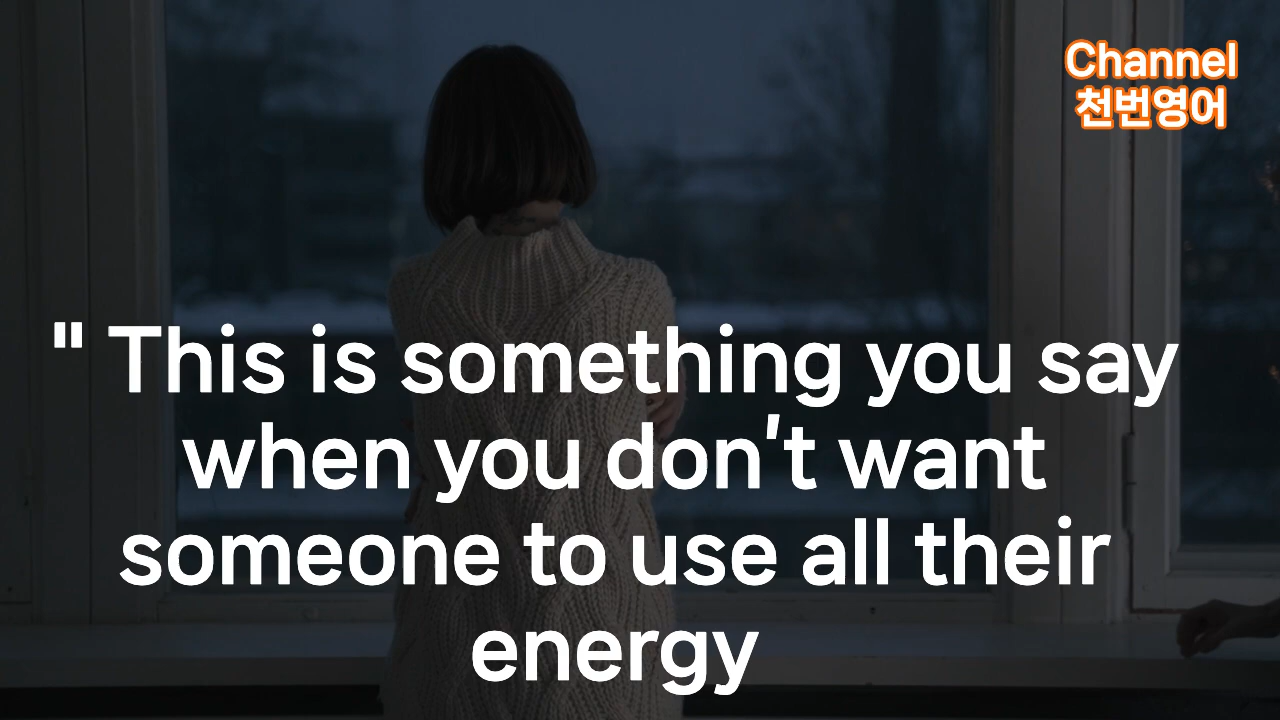 Channel
천번영어
" This is something you say
when you don't want
someone to use all their
energy